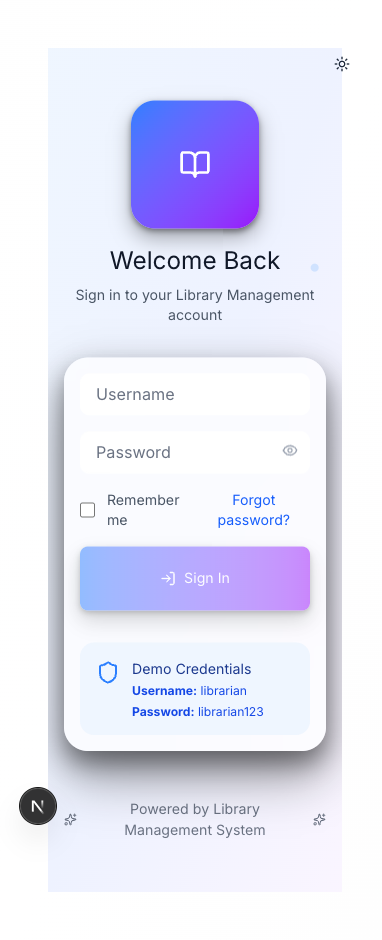 Welcome Back
Sign in to your Library Management
account
Username
Password
Remember
me
Forgot
password?
Sign In
Demo Credentials
Username: librarian
Password: librarian123
N
Powered by Library
Management System